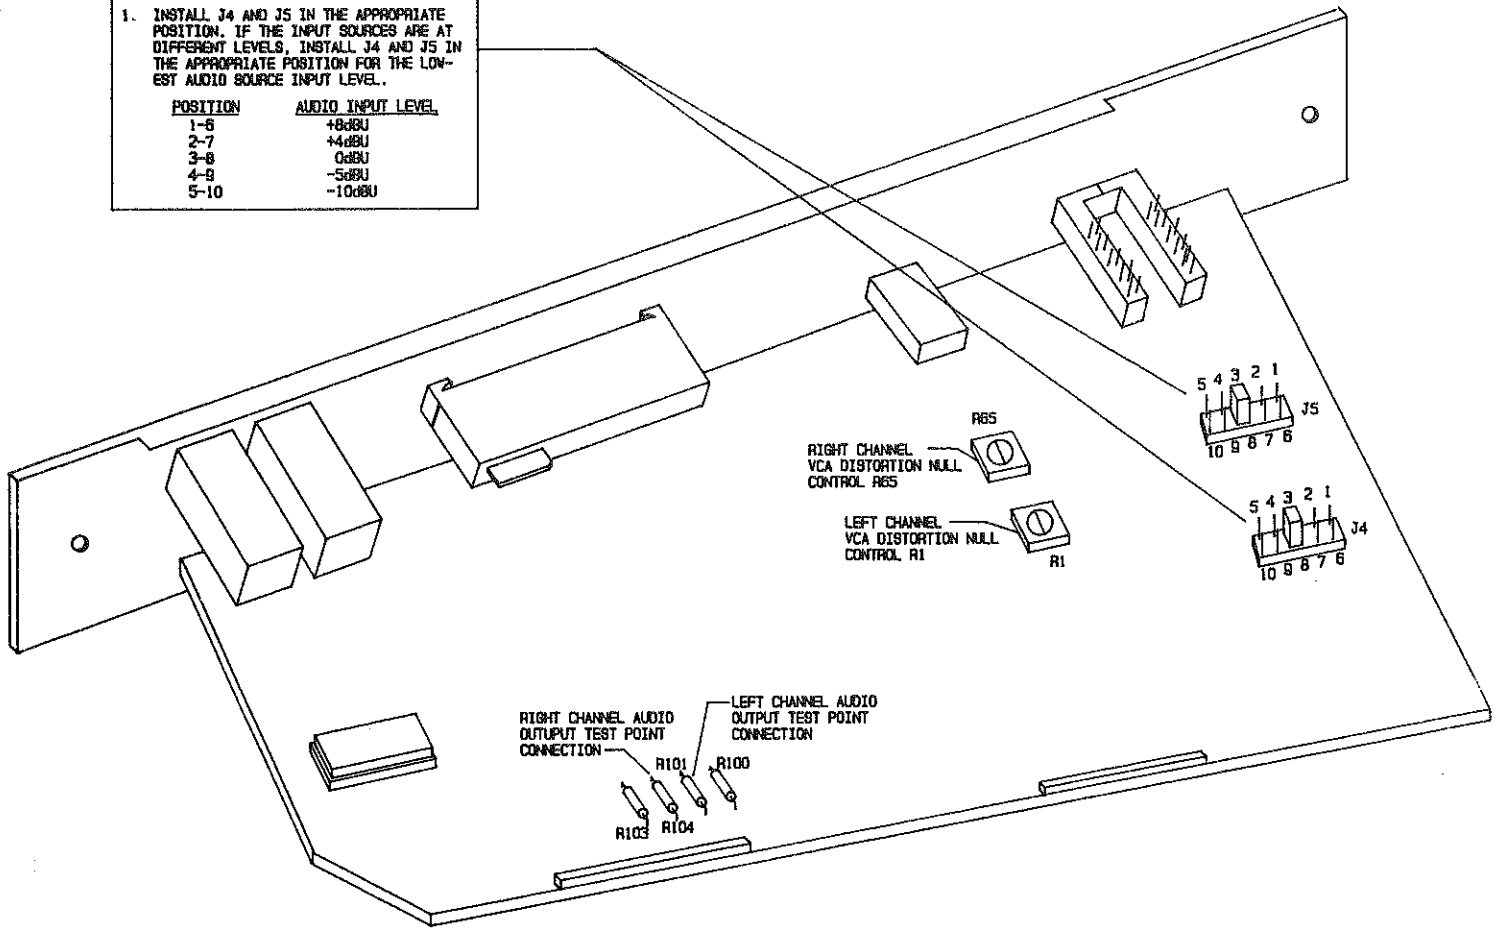 1. INSTALL J4 AND J5 IN THE APPROPRIATE
POSITION. IF THE INPUT SOURCES ARE AT
DIFFERENT LEVELS, INSTALL J4 AND J5 IN
THE APPROPRIATE POSITION FOR THE LOW-
EST AUDIO SOURCE INPUT LEVEL.
POSITION AUDIO INPUT LEVEL
1-6 +8dBU
2-7 +4dBU
3-8 0dBU
4-9 -5dBU
5-10 -10dBU
5 4 3 2 1
J5
10 9 8 7 6
R65
RIGHT CHANNEL
VCA DISTORTION NULL
CONTROL R65
5 4 3 2 1
J4
10 9 8 7 6
LEFT CHANNEL
VCA DISTORTION NULL
CONTROL R1
R1
LEFT CHANNEL AUDIO
OUTPUT TEST POINT
CONNECTION
RIGHT CHANNEL AUDIO
OUTUPUT TEST POINT
CONNECTION
R101 R100
R103 R104